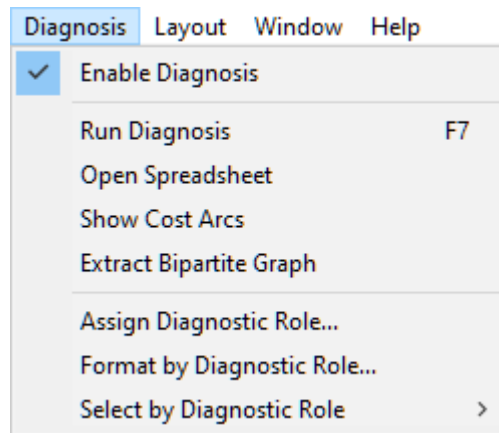 Diagnosis Layout Window Help
Enable Diagnosis
Run Diagnosis F7
Open Spreadsheet
Show Cost Arcs
Extract Bipartite Graph
Assign Diagnostic Role...
Format by Diagnostic Role...
Select by Diagnostic Role